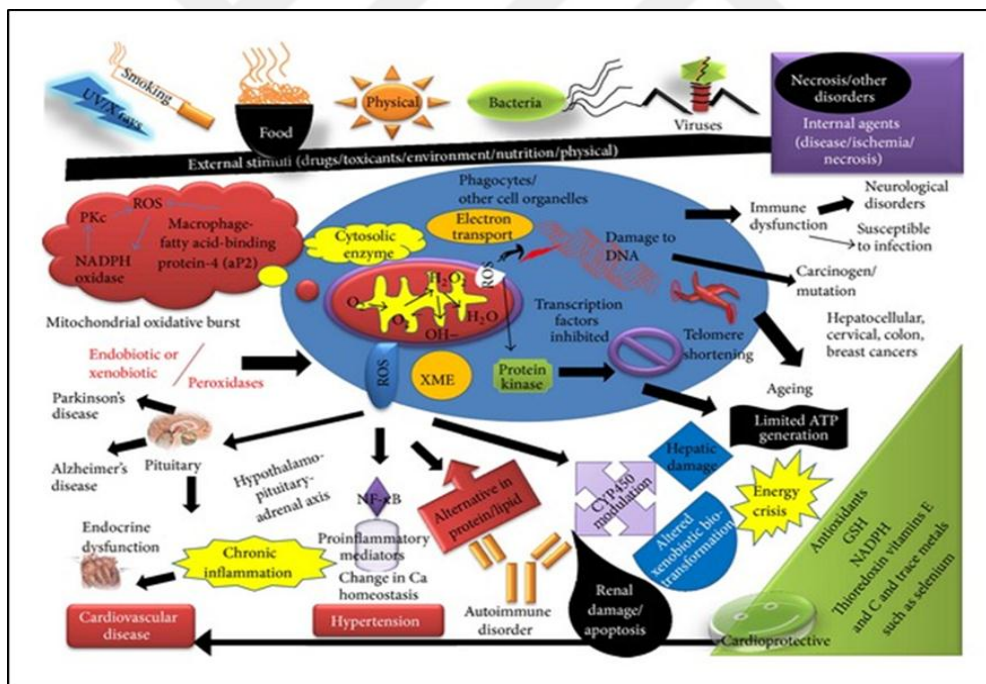 UV/X rays
Smoking
Food
Physical
Bacteria
Viruses
Necrosis/other
disorders
Internal agents
(disease/ischemia/
necrosis)
External stimuti (drugs/toxicants/environment/nutrition/physical)
PKc
ROS
NADPH
oxidase
Macrophage-
fatty acid-binding
protein-4 (aP2)
Mitochondrial oxidative burst
Cytosolic
enzyme
Phagocytes/
other cell organelles
Electron
transport
ROS
Damage to
DNA
H2O2
H2O
OH−
Transcription
factors
inhibited
Telomere
shortening
ROS
XME
Protein
kinase
Immune
dysfunction
Neurological
disorders
Susceptible
to infection
Carcinogen/
mutation
Hepatocellular,
cervical, colon,
breast cancers
Ageing
Limited ATP
generation
Energy
crisis
Endobiotic or
xenobiotic
Peroxidases
Parkinson's
disease
Alzheimer's
disease
Pituitary
Hypothalamo-
pituitary-
adrenal axis
Endocrine
dysfunction
Chronic
inflammation
Cardiovascular
disease
NF-κB
Proinflammatory
mediators
Change in Ca
homeostasis
Hypertension
Alternative in
protein/lipid
Autoimmune
disorder
CYP450
modulation
Renal
damage/
apoptosis
Hepatic
damage
Altered
xenobiotic bio-
transformation
Antioxidants
GSH
NADPH
Thioredoxin vitamins E
and C and trace metals
such as selenium
Cardioprotective